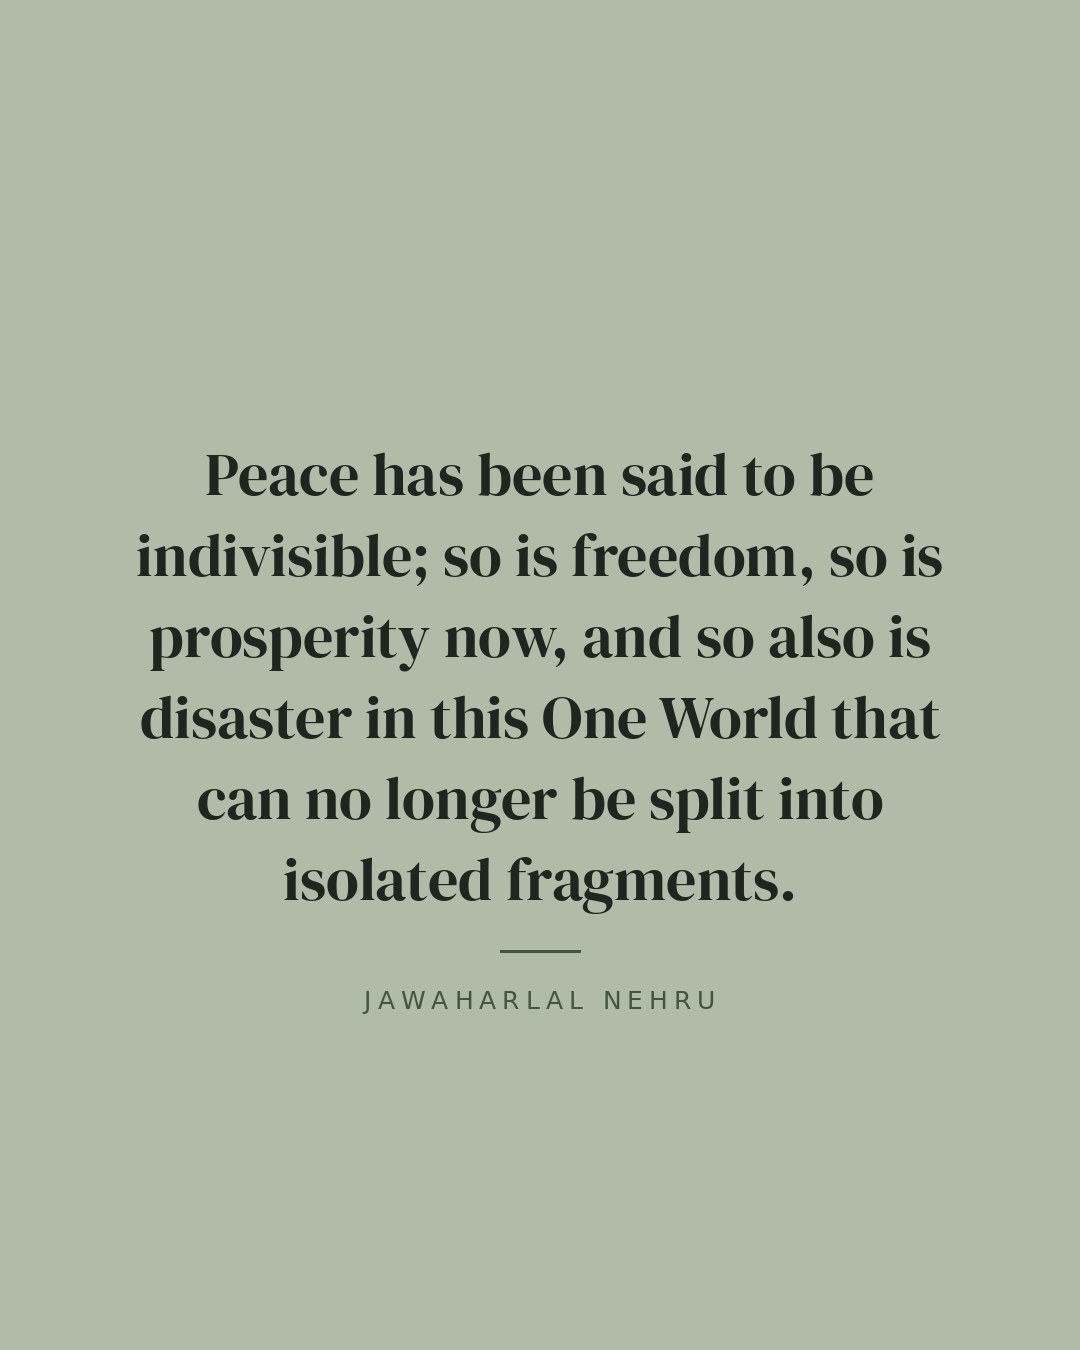 Peace has been said to be
indivisible; so is freedom, so is
prosperity now, and so also is
disaster in this One World that
can no longer be split into
isolated fragments.
JAWAHARLAL NEHRU